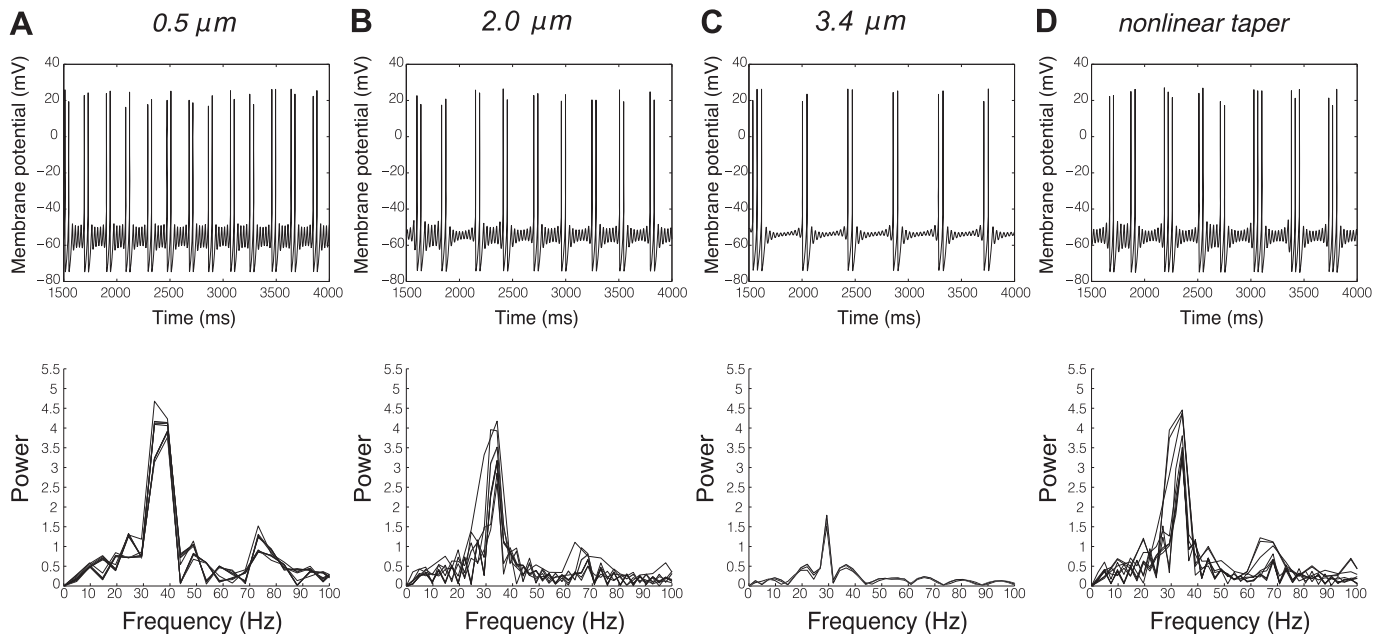 A 0.5 µm
B 2.0 µm
C 3.4 µm
D nonlinear taper
Membrane potential (mV)
40
20
0
−20
−40
−60
−80
1500 2000 2500 3000 3500 4000
Time (ms)
Membrane potential (mV)
40
20
0
−20
−40
−60
−80
1500 2000 2500 3000 3500 4000
Time (ms)
Membrane potential (mV)
40
20
0
−20
−40
−60
−80
1500 2000 2500 3000 3500 4000
Time (ms)
Membrane potential (mV)
40
20
0
−20
−40
−60
−80
1500 2000 2500 3000 3500 4000
Time (ms)
Power
5.5
5
4.5
4
3.5
3
2.5
2
1.5
1
0.5
0
0 10 20 30 40 50 60 70 80 90 100
Frequency (Hz)
Power
5.5
5
4.5
4
3.5
3
2.5
2
1.5
1
0.5
0
0 10 20 30 40 50 60 70 80 90 100
Frequency (Hz)
Power
5.5
5
4.5
4
3.5
3
2.5
2
1.5
1
0.5
0
0 10 20 30 40 50 60 70 80 90 100
Frequency (Hz)
Power
5.5
5
4.5
4
3.5
3
2.5
2
1.5
1
0.5
0
0 10 20 30 40 50 60 70 80 90 100
Frequency (Hz)